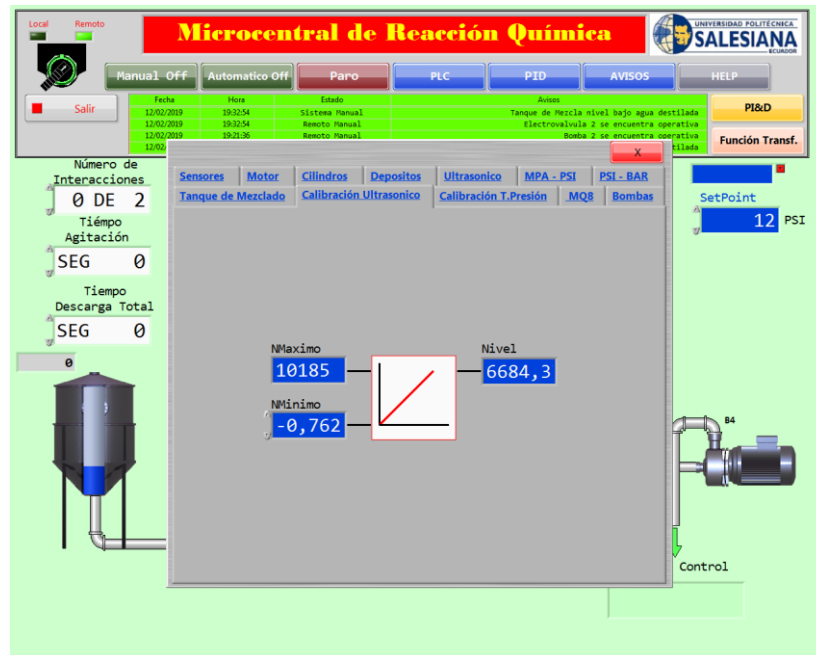 Local Remoto
Microcentral de Reacción Química
UNIVERSIDAD POLITÉCNICA
SALESIANA
ECUADOR
Manual Off Automatico Off Paro PLC PID AVISOS HELP
Salir
Fecha Hora Estado Avisos
12/02/2019 19:32:54 Sistema Manual Tanque de Mezcla nivel bajo agua destilada
12/02/2019 19:32:54 Remoto Manual Electrovalvula 2 se encuentra operativa
12/02/2019 19:21:36 Remoto Manual Bomba 2 se encuentra operativa
12/02/ tilada
PI&D
Función Transf.
X
Número de
Interacciones
0 DE 2
Tiémpo
Agitación
SEG 0
Tiempo
Descarga Total
SEG 0
0
Sensores Motor Cilindros Depositos Ultrasonico MPA - PSI PSI - BAR
Tanque de Mezclado Calibración Ultrasonico Calibración T.Presión MQ8 Bombas
NMaximo
10185
NMinimo
-0,762
Nivel
6684,3
SetPoint
12 PSI
B4
Control